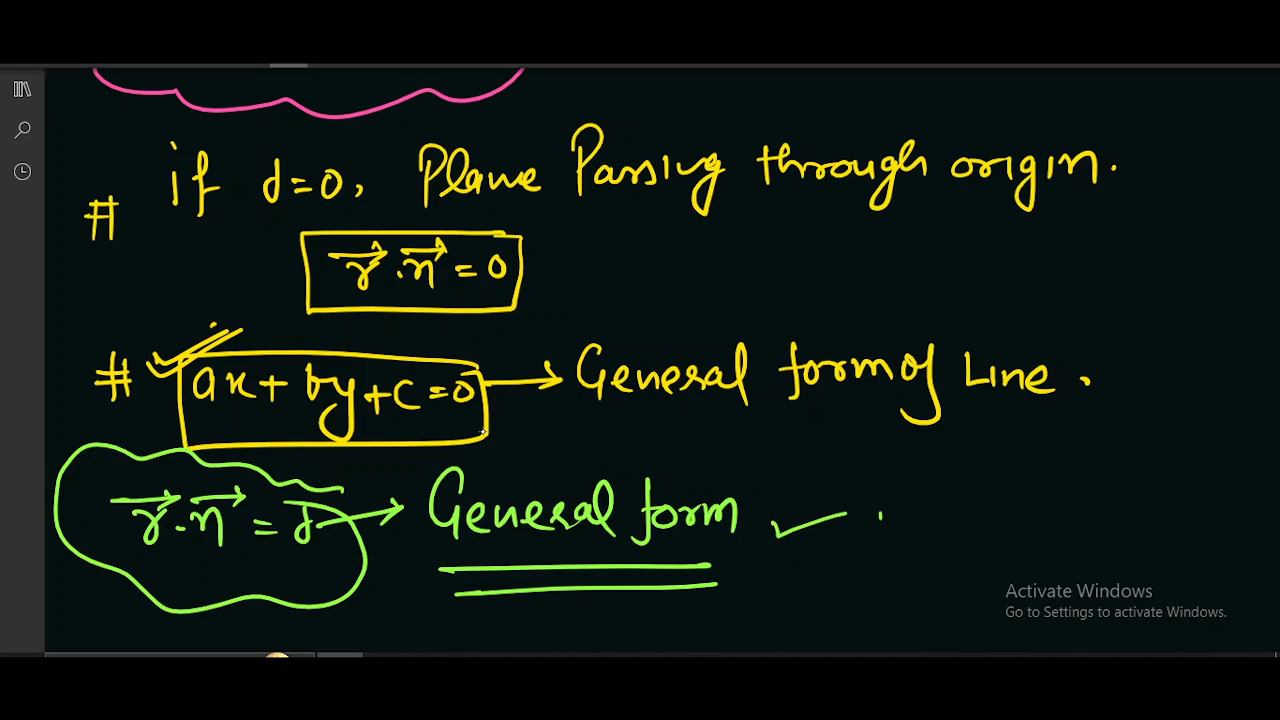 # if d=0, Plane Passing through origin.
r⃗.n⃗ = 0
# ax + by + c = 0 → General form of Line.
r⃗.n⃗ = d → General form ✓.
Activate Windows
Go to Settings to activate Windows.